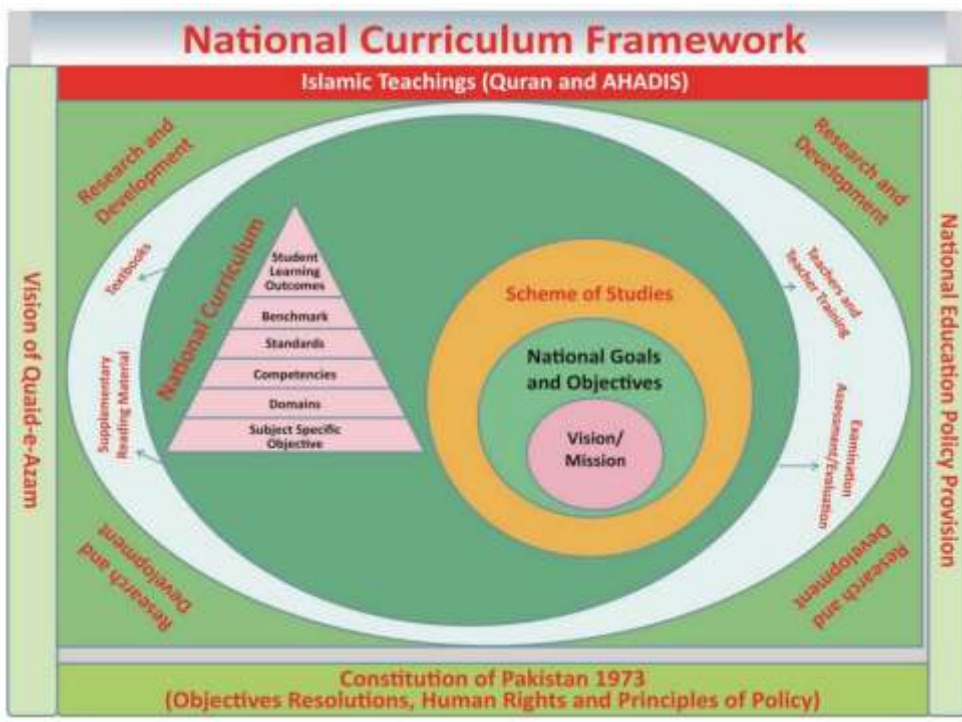 National Curriculum Framework
Islamic Teachings (Quran and AHADIS)
Research and
Development
Research and
Development
Vision of Quaid-e-Azam
National Education Policy Provision
Textbooks
Supplementary
Reading Material
National Curriculum
Student
Learning
Outcomes
Benchmark
Standards
Competencies
Domains
Subject Specific
Objective
Scheme of Studies
National Goals
and Objectives
Vision/
Mission
Teachers and
Teacher Training
Examination
Assessment/Evaluation
Research and
Development
Research and
Development
Constitution of Pakistan 1973
(Objectives Resolutions, Human Rights and Principles of Policy)